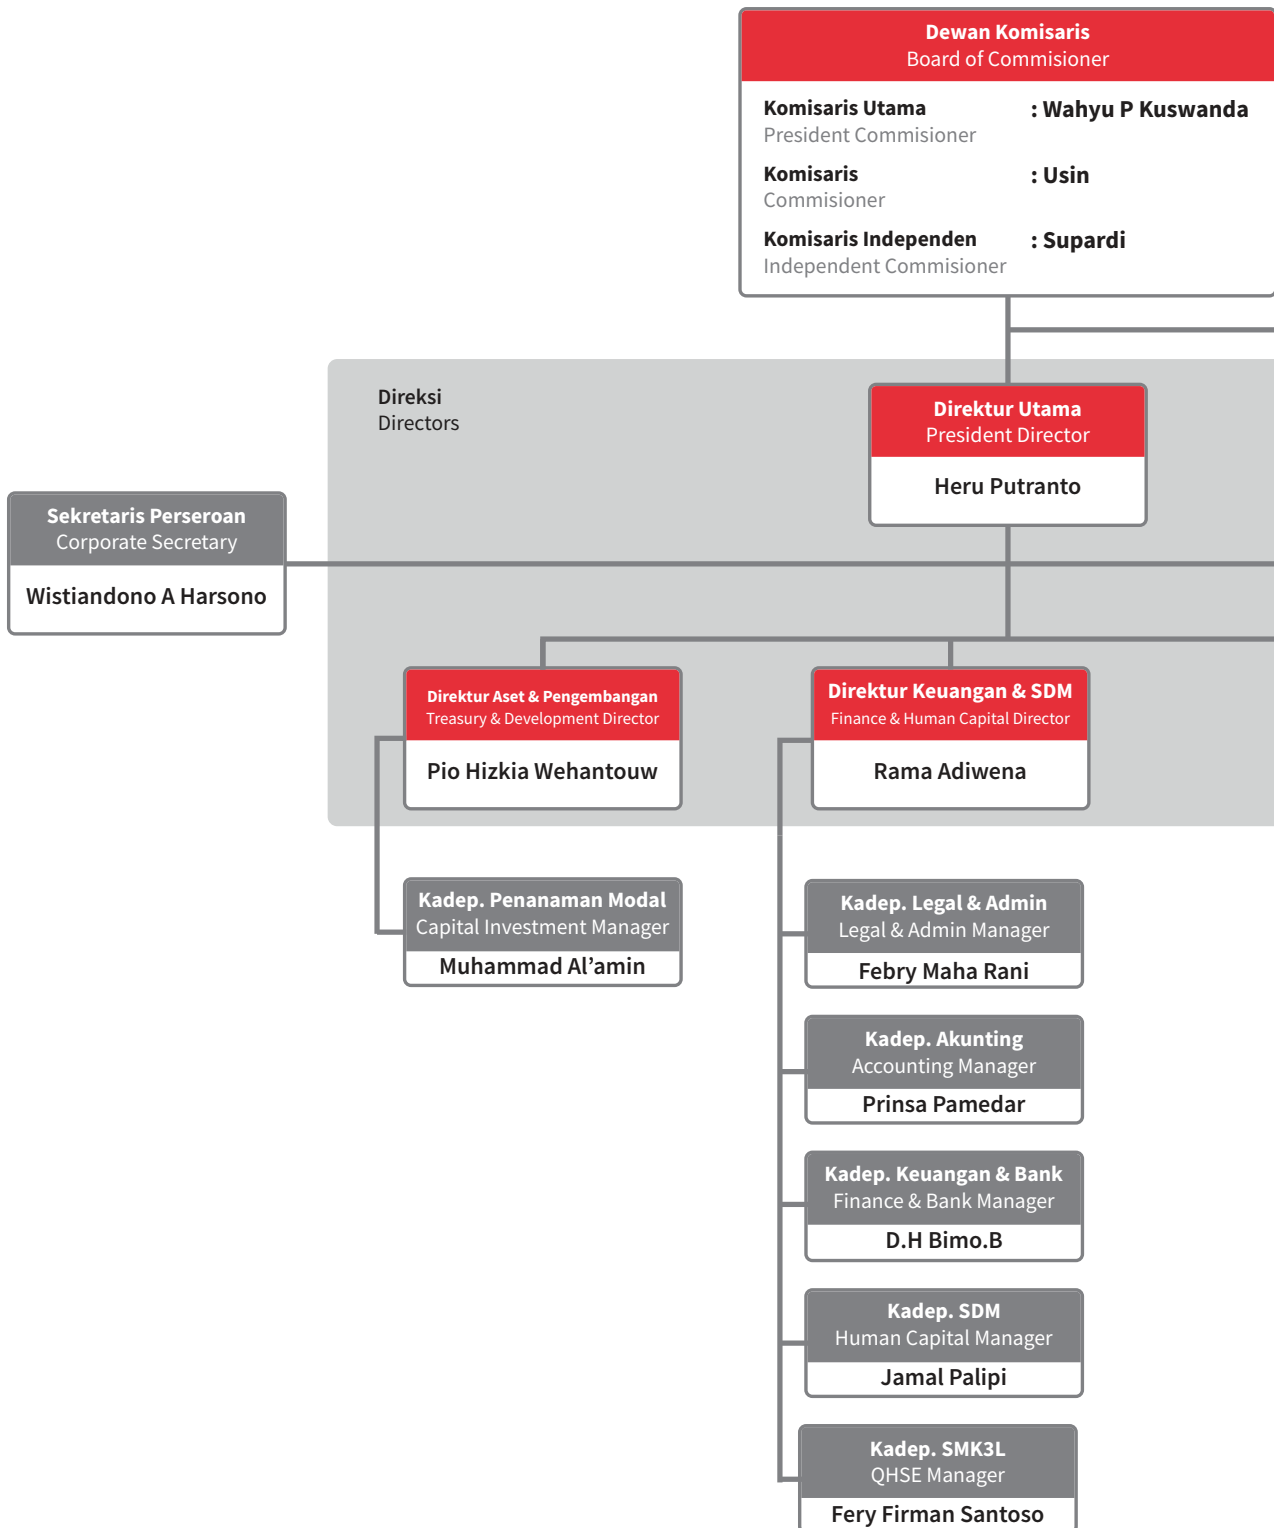 Dewan Komisaris
Board of Commisioner
Komisaris Utama : Wahyu P Kuswanda
President Commisioner
Komisaris : Usin
Commisioner
Komisaris Independen : Supardi
Independent Commisioner
Direksi
Directors
Direktur Utama
President Director
Heru Putranto
Sekretaris Perseroan
Corporate Secretary
Wistiandono A Harsono
Direktur Aset & Pengembangan
Treasury & Development Director
Pio Hizkia Wehantouw
Direktur Keuangan & SDM
Finance & Human Capital Director
Rama Adiwena
Kadep. Penanaman Modal
Capital Investment Manager
Muhammad Al’amin
Kadep. Legal & Admin
Legal & Admin Manager
Febry Maha Rani
Kadep. Akunting
Accounting Manager
Prinsa Pamedar
Kadep. Keuangan & Bank
Finance & Bank Manager
D.H Bimo.B
Kadep. SDM
Human Capital Manager
Jamal Palipi
Kadep. SMK3L
QHSE Manager
Fery Firman Santoso